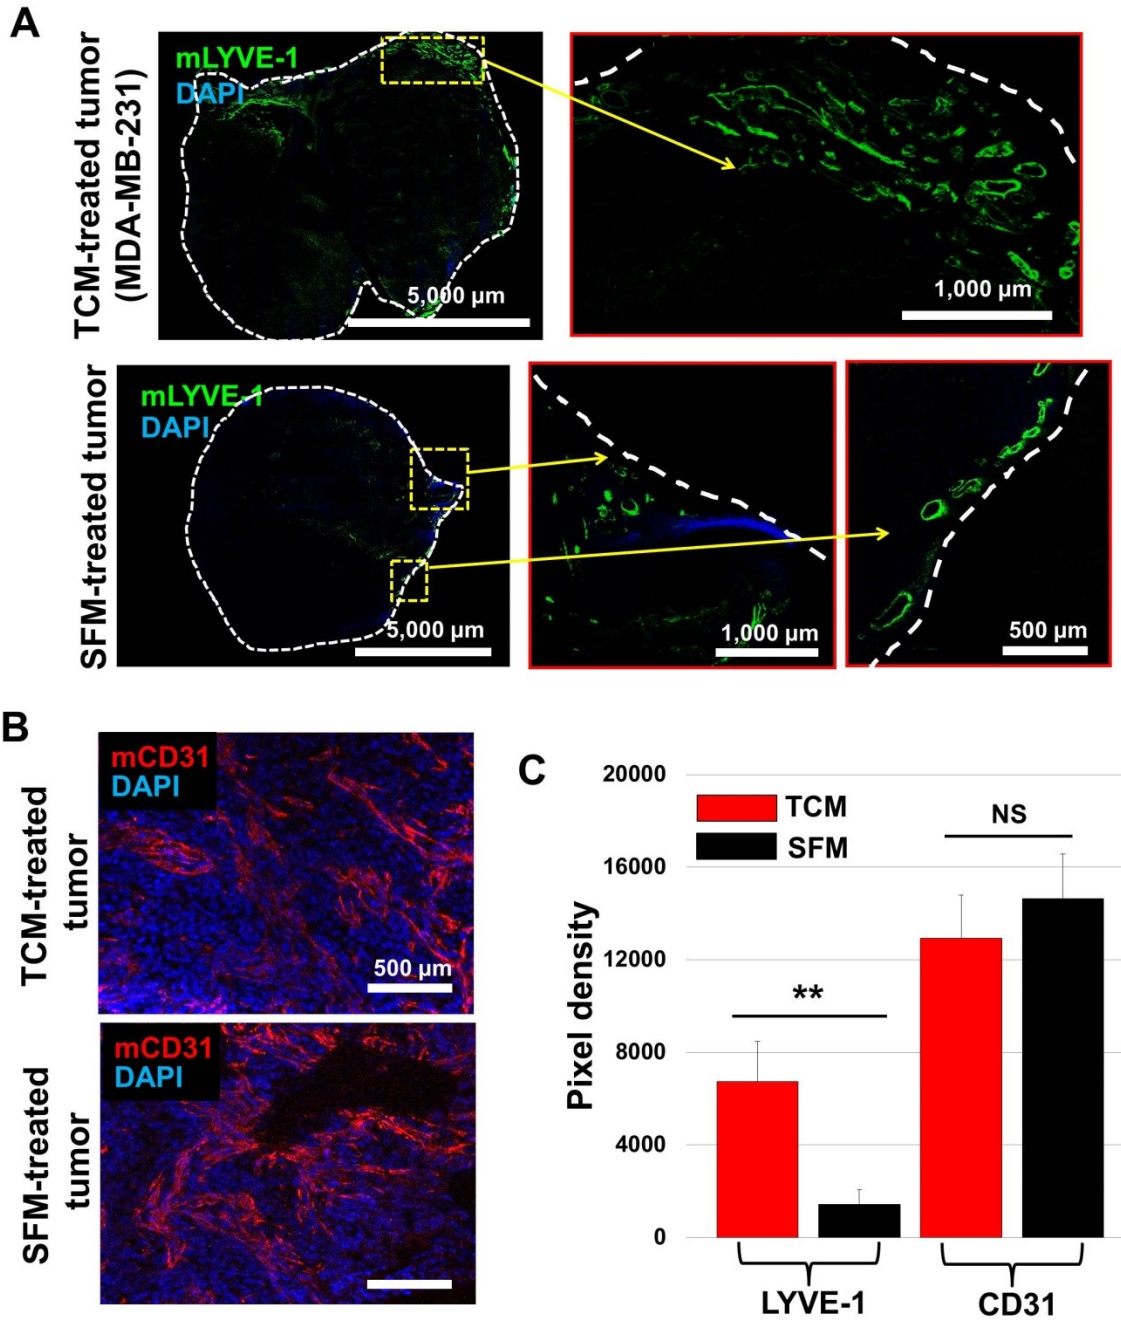 A
TCM-treated tumor
(MDA-MB-231)
mLYVE-1
DAPI
5,000 µm
1,000 µm
SFM-treated tumor
mLYVE-1
DAPI
5,000 µm
1,000 µm
500 µm
B
TCM-treated
tumor
mCD31
DAPI
500 µm
SFM-treated
tumor
mCD31
DAPI
C
Pixel density
20000
16000
12000
8000
4000
0
TCM
SFM
**
NS
LYVE-1
CD31